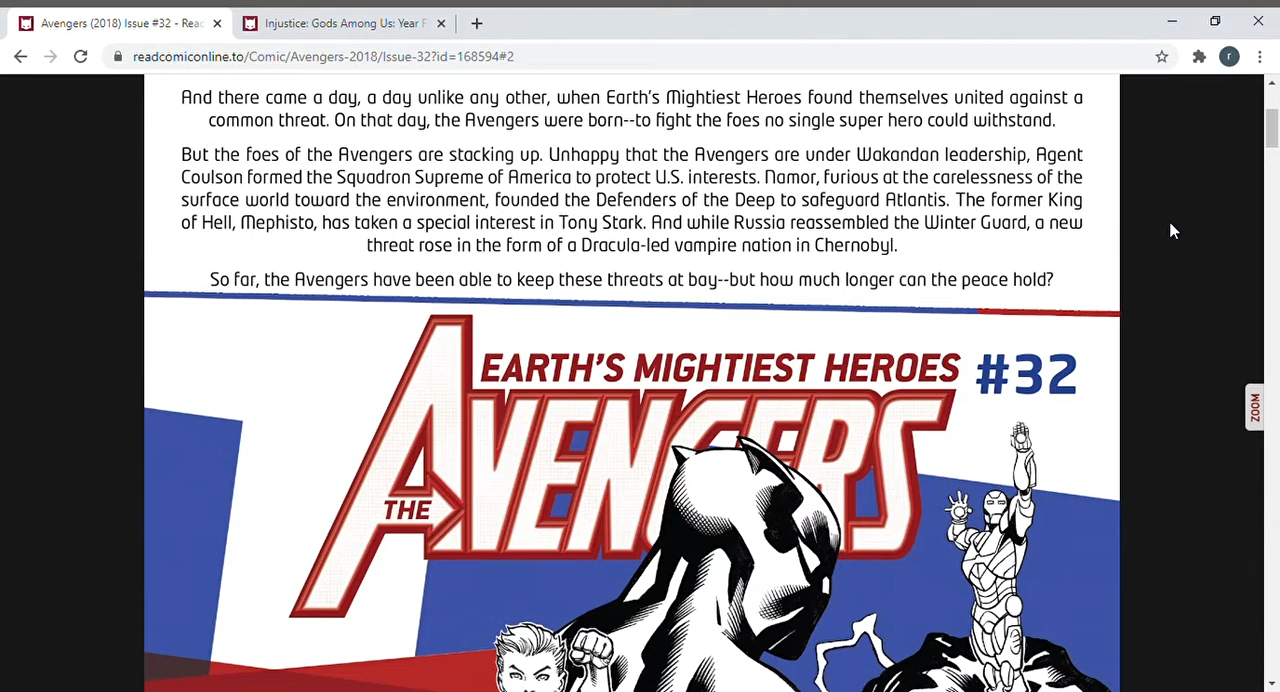 Avengers (2018) Issue #32 - Rea
Injustice: Gods Among Us: Year F
readcomiconline.to/Comic/Avengers-2018/Issue-32?id=168594#2
r
And there came a day, a day unlike any other, when Earth's Mightiest Heroes found themselves united against a
common threat. On that day, the Avengers were born--to fight the foes no single super hero could withstand.
But the foes of the Avengers are stacking up. Unhappy that the Avengers are under Wakandan leadership, Agent
Coulson formed the Squadron Supreme of America to protect U.S. interests. Namor, furious at the carelessness of the
surface world toward the environment, founded the Defenders of the Deep to safeguard Atlantis. The former King
of Hell, Mephisto, has taken a special interest in Tony Stark. And while Russia reassembled the Winter Guard, a new
threat rose in the form of a Dracula-led vampire nation in Chernobyl.
So far, the Avengers have been able to keep these threats at bay--but how much longer can the peace hold?
EARTH'S MIGHTIEST HEROES #32
THE AVENGERS
ZOOM